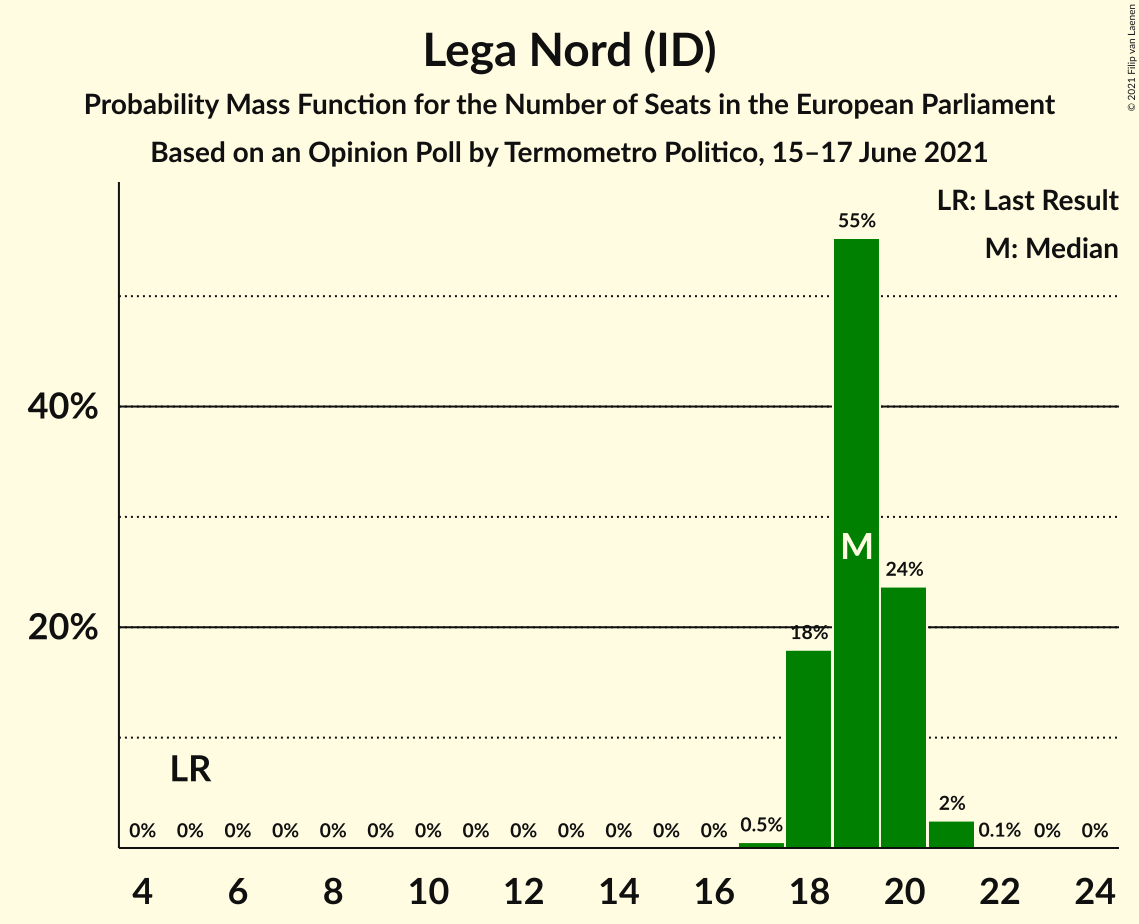 Lega Nord (ID)
Probability Mass Function for the Number of Seats in the European Parliament
Based on an Opinion Poll by Termometro Politico, 15–17 June 2021
© 2021 Filip van Laenen
LR: Last Result
M: Median
55%
40%
M
24%
20%
18%
LR
0% 0% 0% 0% 0% 0% 0% 0% 0% 0% 0% 0% 0% 0.5% 2% 0.1% 0% 0%
4 6 8 10 12 14 16 18 20 22 24